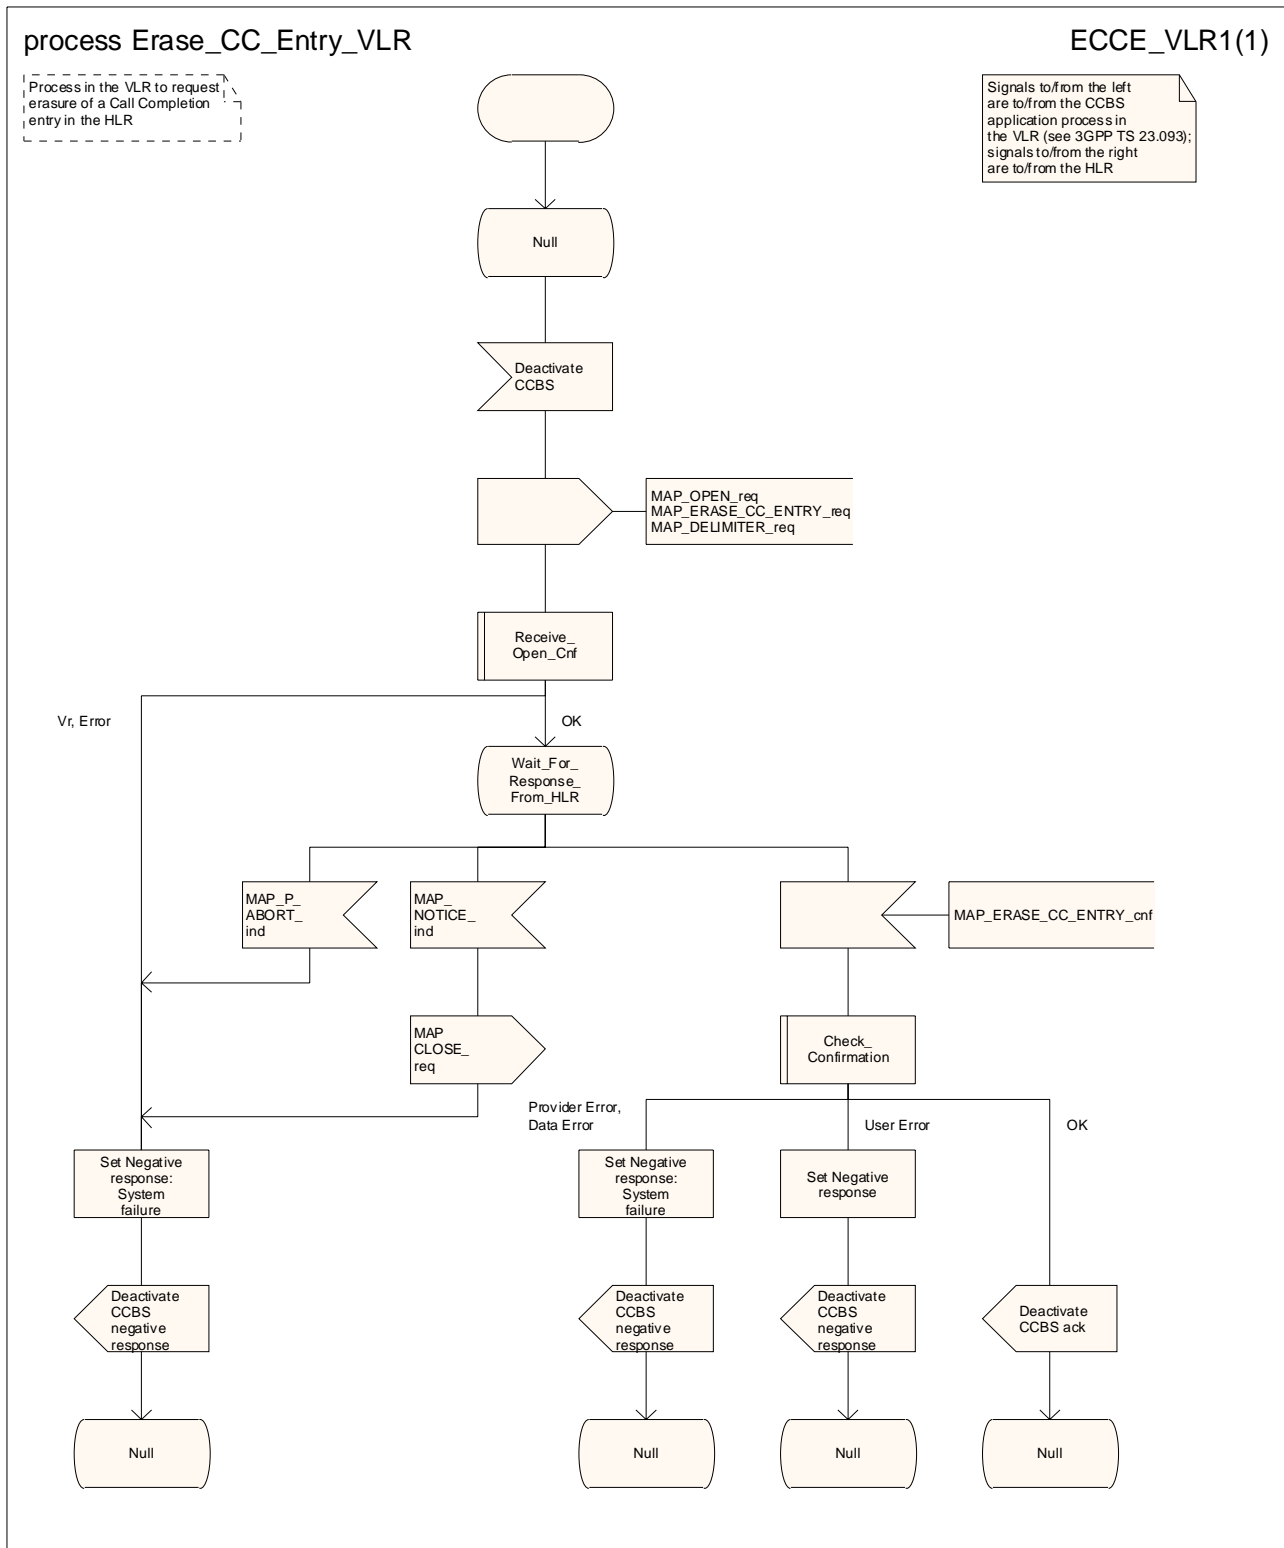 process Erase_CC_Entry_VLR
ECCE_VLR1(1)
Process in the VLR to request
erasure of a Call Completion
entry in the HLR
Signals to/from the left
are to/from the CCBS
application process in
the VLR (see 3GPP TS 23.093);
signals to/from the right
are to/from the HLR
Null
Deactivate
CCBS
MAP_OPEN_req
MAP_ERASE_CC_ENTRY_req
MAP_DELIMITER_req
Receive_
Open_Cnf
Vr, Error
OK
Wait_For_
Response_
From_HLR
MAP_P_
ABORT_
ind
MAP_
NOTICE_
ind
MAP_ERASE_CC_ENTRY_cnf
MAP
CLOSE_
req
Check_
Confirmation
Provider Error,
Data Error
User Error
OK
Set Negative
response:
System
failure
Set Negative
response:
System
failure
Set Negative
response
Deactivate
CCBS
negative
response
Deactivate
CCBS
negative
response
Deactivate
CCBS
negative
response
Deactivate
CCBS ack
Null
Null
Null
Null